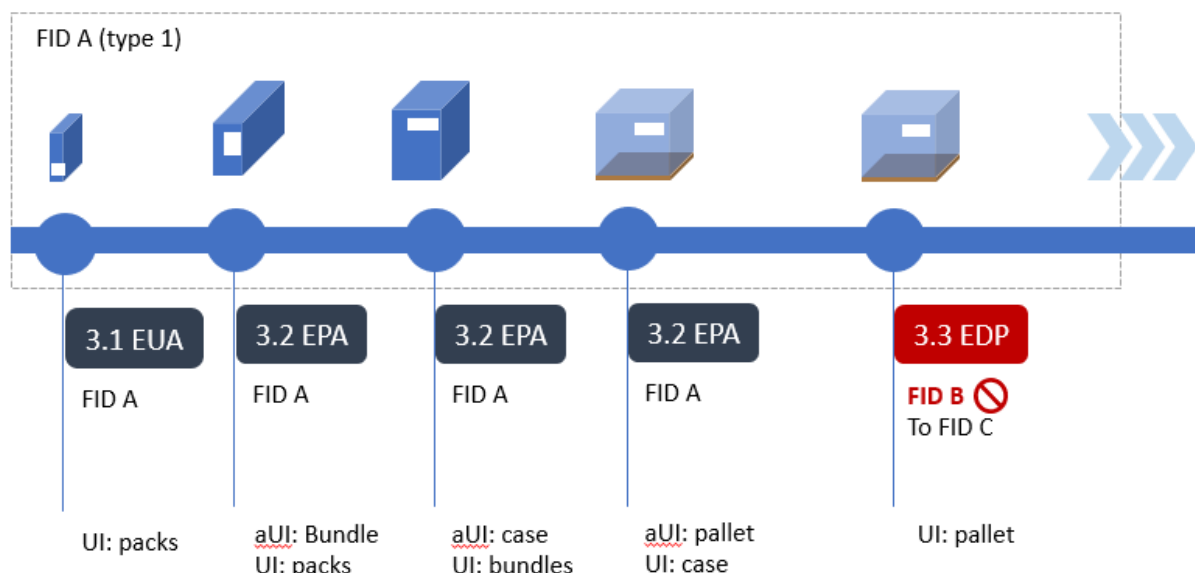 FID A (type 1)
3.1 EUA
FID A
UI: packs
3.2 EPA
FID A
aUI: Bundle
UI: packs
3.2 EPA
FID A
aUI: case
UI: bundles
3.2 EPA
FID A
aUI: pallet
UI: case
3.3 EDP
FID B
To FID C
UI: pallet